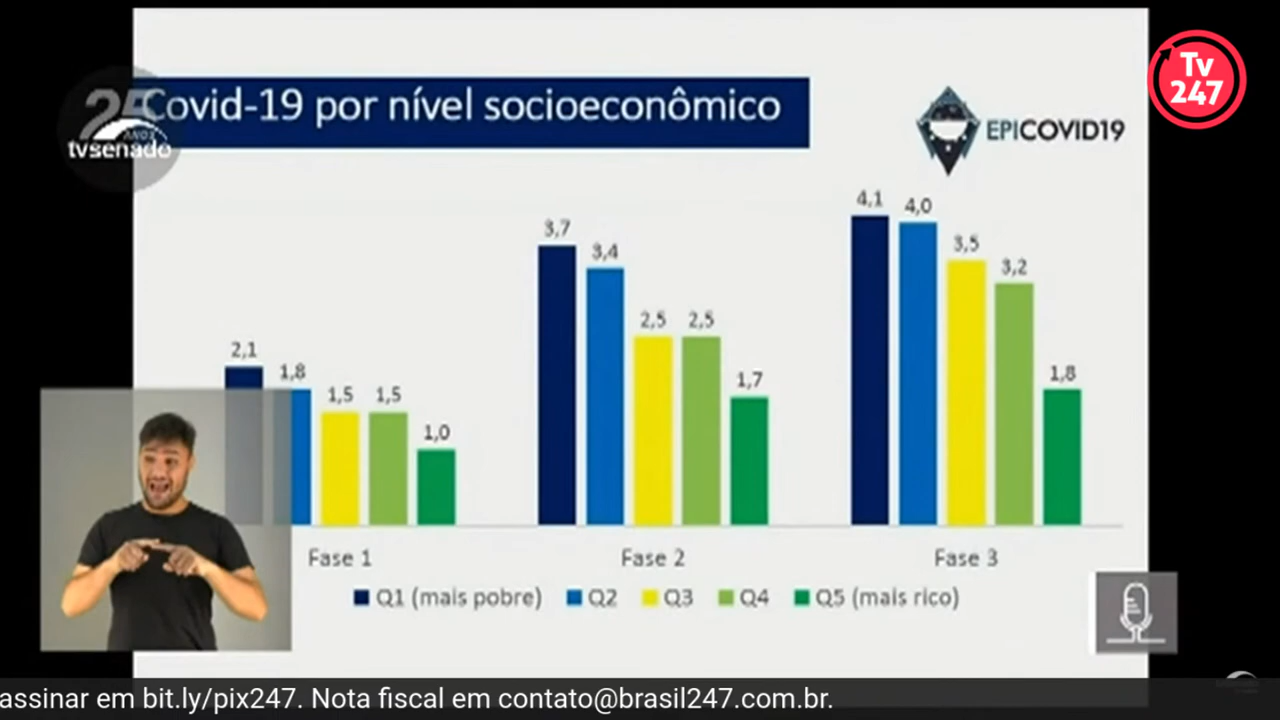 Covid-19 por nível socioeconômico
25
ANOS
tvsenado
Tv
247
EPICOVID19
2,1
1,8
1,5
1,5
1,0
3,7
3,4
2,5
2,5
1,7
4,1
4,0
3,5
3,2
1,8
Fase 1
Fase 2
Fase 3
Q1 (mais pobre)
Q2
Q3
Q4
Q5 (mais rico)
assinar em bit.ly/pix247. Nota fiscal em contato@brasil247.com.br.